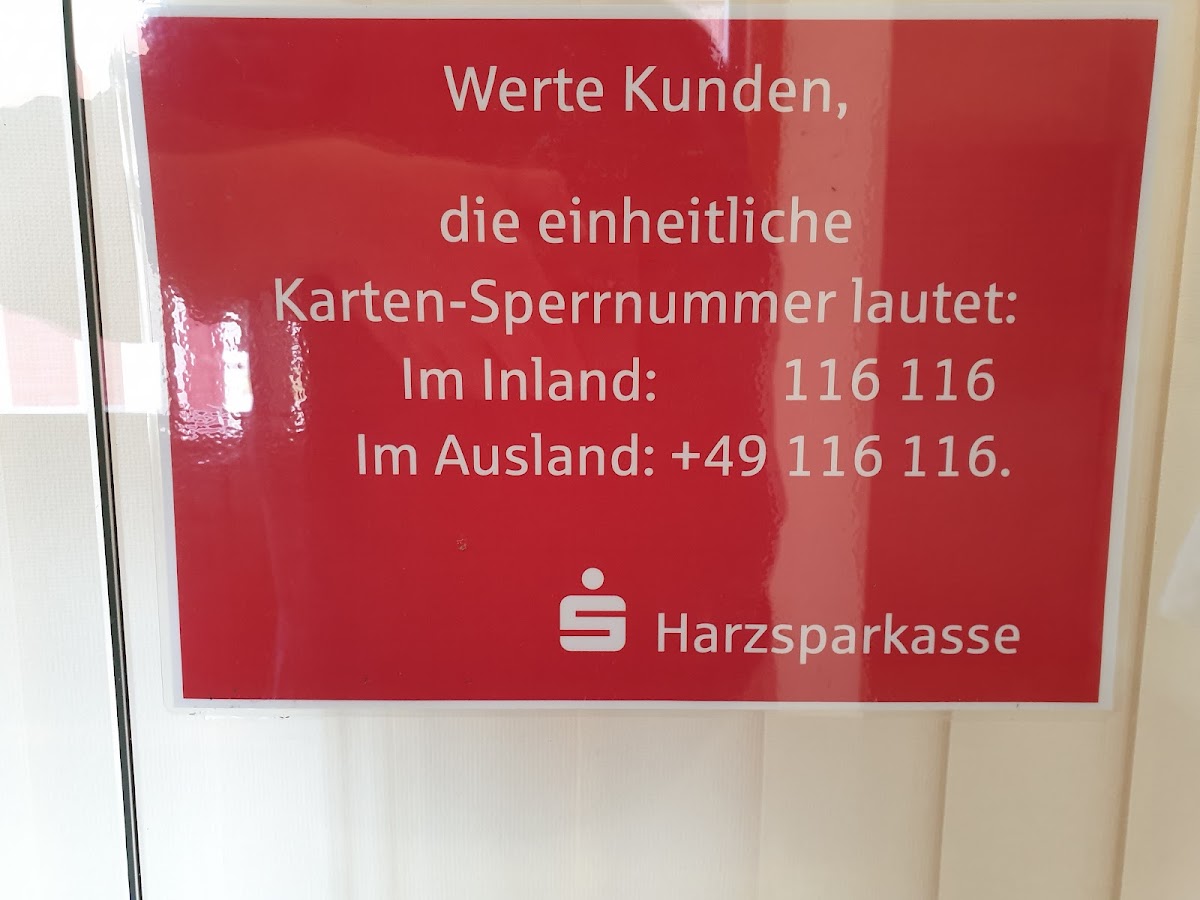 Werte Kunden,
die einheitliche
Karten-Sperrnummer lautet:
Im Inland: 116 116
Im Ausland: +49 116 116.
Harzsparkasse